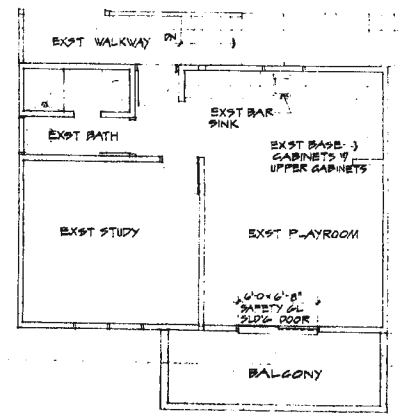 EXST WALKWAY
DN
EXST BAR
SINK
EXST BATH
EXST BASE
CABINETS W/
UPPER CABINETS
EXST STUDY
EXST PLAYROOM
6'-0 x 6'-8"
SAFETY GL
SLD'G DOOR
BALCONY